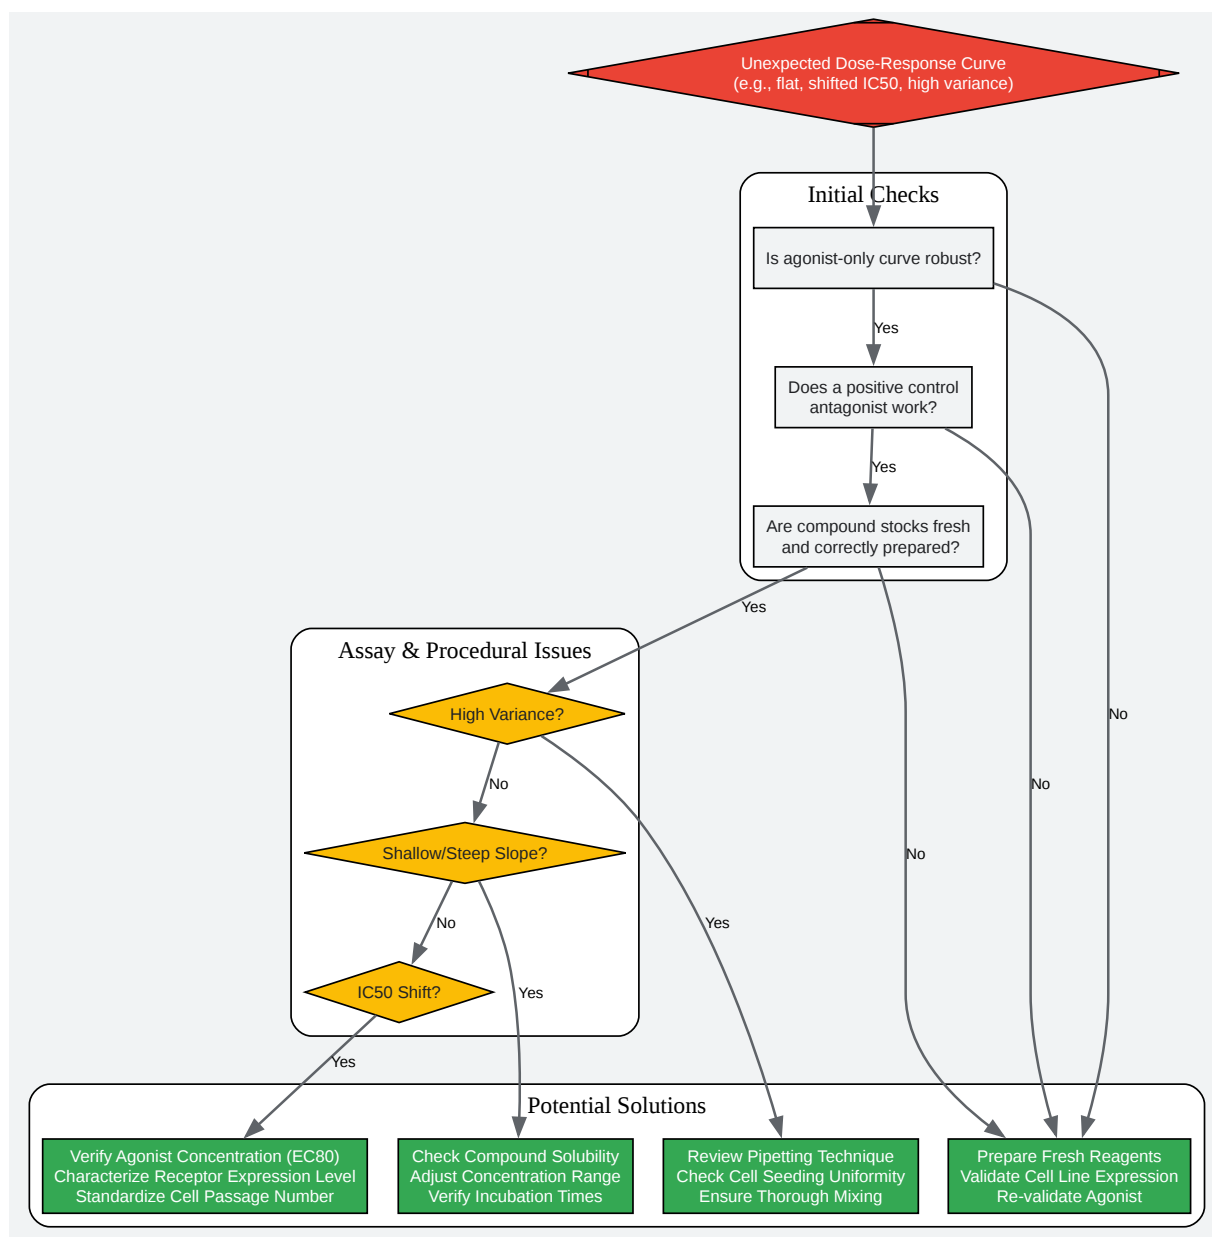 Unexpected Dose-Response Curve
(e.g., flat, shifted IC50, high variance)
Initial Checks
Is agonist-only curve robust?
Yes
Does a positive control
antagonist work?
Yes
Are compound stocks fresh
and correctly prepared?
Yes
Assay & Procedural Issues
High Variance?
No
No
No
Shallow/Steep Slope?
No
No
Yes
IC50 Shift?
Yes
Yes
Potential Solutions
Verify Agonist Concentration (EC80)
Characterize Receptor Expression Level
Standardize Cell Passage Number
Check Compound Solubility
Adjust Concentration Range
Verify Incubation Times
Review Pipetting Technique
Check Cell Seeding Uniformity
Ensure Thorough Mixing
Prepare Fresh Reagents
Validate Cell Line Expression
Re-validate Agonist